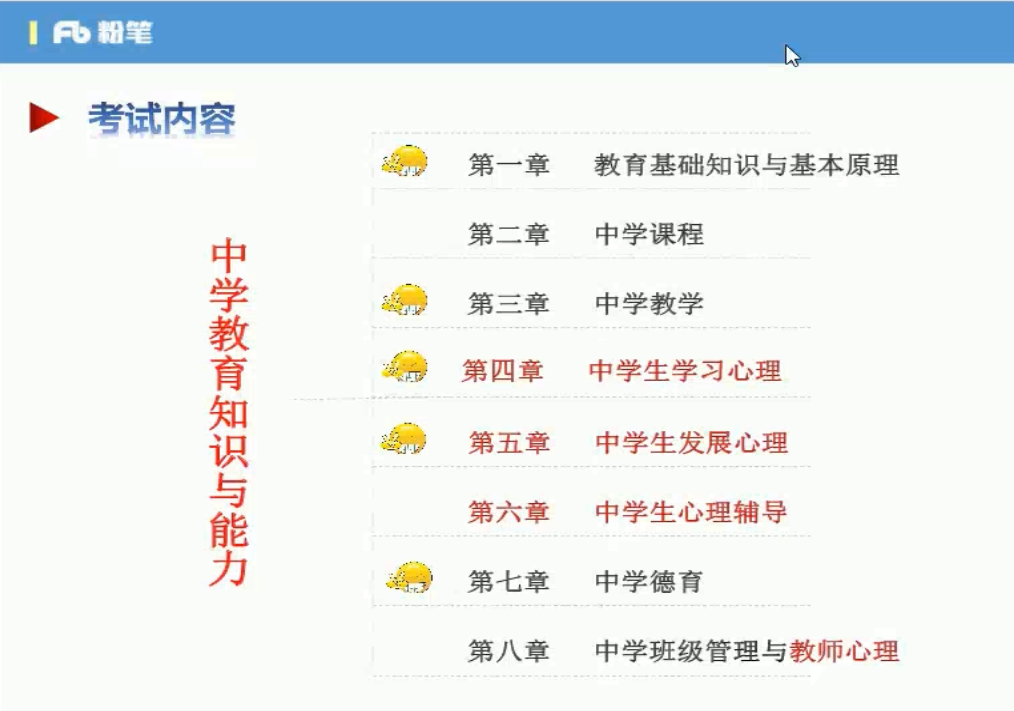 Fb 粉笔
考试内容
中学教育知识与能力
第一章 教育基础知识与基本原理
第二章 中学课程
第三章 中学教学
第四章 中学生学习心理
第五章 中学生发展心理
第六章 中学生心理辅导
第七章 中学德育
第八章 中学班级管理与教师心理